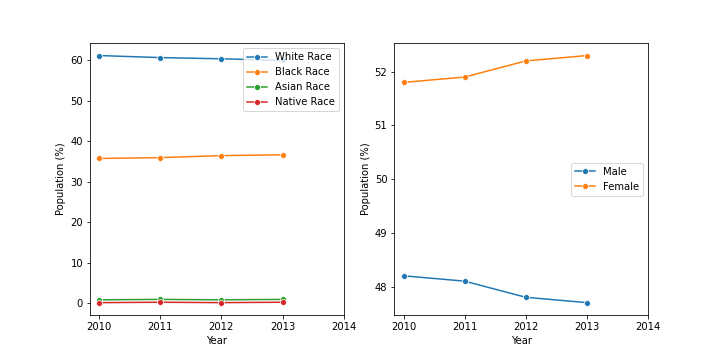 60
50
40
30
20
10
0
Population (%)
2010 2011 2012 2013 2014
Year
White Race
Black Race
Asian Race
Native Race
52
51
50
49
48
Population (%)
2010 2011 2012 2013 2014
Year
Male
Female